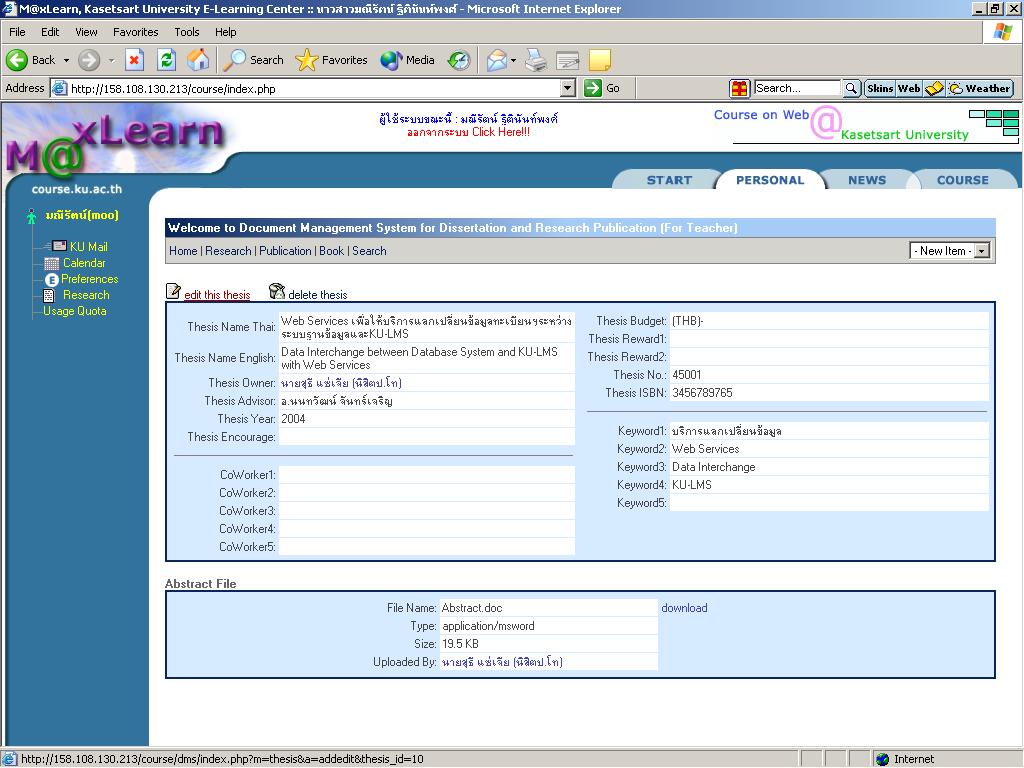 M@xLearn, Kasetsart University E-Learning Center :: นางสาวมณีรัตน์ ฐิตินันท์พงศ์ - Microsoft Internet Explorer
File Edit View Favorites Tools Help
Back Search Favorites Media
Address http://158.108.130.213/course/index.php Go Search... Skins Web Weather
M@xLearn
ผู้ใช้ระบบขณะนี้ : มณีรัตน์ ฐิตินันท์พงศ์
ออกจากระบบ Click Here!!!
Course on Web @ Kasetsart University
course.ku.ac.th
START PERSONAL NEWS COURSE
มณีรัตน์(moo)
KU Mail
Calendar
E Preferences
Research
Usage Quota
Welcome to Document Management System for Dissertation and Research Publication (For Teacher)
Home | Research | Publication | Book | Search - New Item -
edit this thesis delete thesis
Thesis Name Thai: Web Services เพื่อให้บริการแลกเปลี่ยนข้อมูลทะเบียนฯระหว่าง
ระบบฐานข้อมูลและKU-LMS
Thesis Name English: Data Interchange between Database System and KU-LMS
with Web Services
Thesis Owner: นายสุรี แซ่เจีย (นิสิตป.โท)
Thesis Advisor: อ.นนทวัฒน์ จันทร์เจริญ
Thesis Year: 2004
Thesis Encourage:
CoWorker1:
CoWorker2:
CoWorker3:
CoWorker4:
CoWorker5:
Thesis Budget: (THB)-
Thesis Reward1:
Thesis Reward2:
Thesis No.: 45001
Thesis ISBN: 3456789765
Keyword1: บริการแลกเปลี่ยนข้อมูล
Keyword2: Web Services
Keyword3: Data Interchange
Keyword4: KU-LMS
Keyword5:
Abstract File
File Name: Abstract.doc download
Type: application/msword
Size: 19.5 KB
Uploaded By: นายสุรี แซ่เจีย (นิสิตป.โท)
http://158.108.130.213/course/dms/index.php?m=thesis&a=addedit&thesis_id=10 Internet